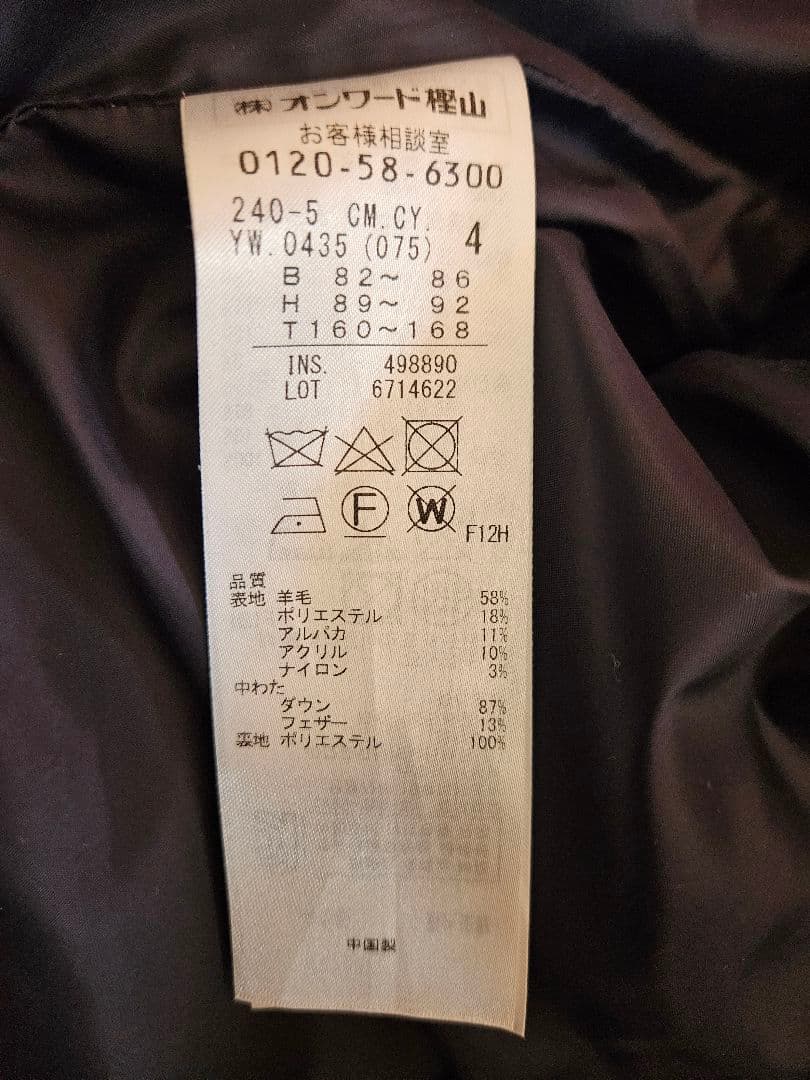 ㈱オンワード樫山
お客様相談室
0120-58-6300
240-5 CM.CY.
YW.0435(075) 4
B 82～ 86
H 89～ 92
T160～168
INS. 498890
LOT 6714622
F
W
F12H
品質
表地 羊毛 58%
ポリエステル 18%
アルパカ 11%
アクリル 10%
ナイロン 3%
中わた
ダウン 87%
フェザー 13%
裏地 ポリエステル 100%
中国製